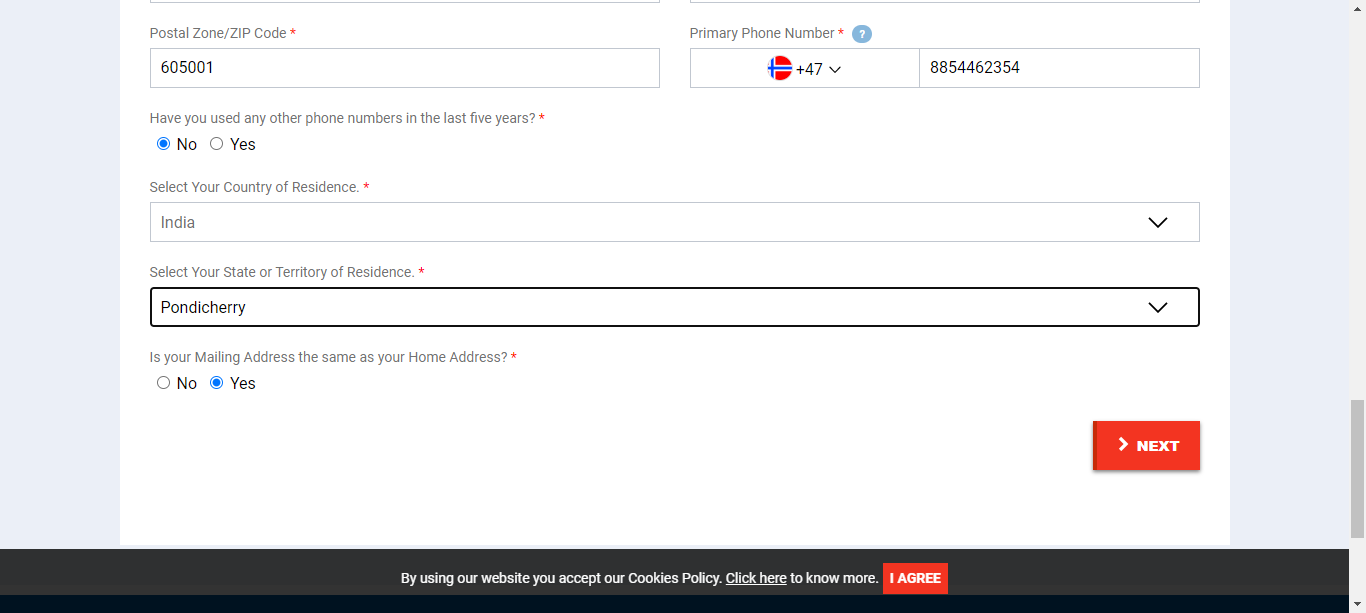 Postal Zone/ZIP Code *
Primary Phone Number * ?
605001
+47
8854462354
Have you used any other phone numbers in the last five years? *
No Yes
Select Your Country of Residence. *
India
Select Your State or Territory of Residence. *
Pondicherry
Is your Mailing Address the same as your Home Address? *
No Yes
NEXT
By using our website you accept our Cookies Policy. Click here to know more. I AGREE